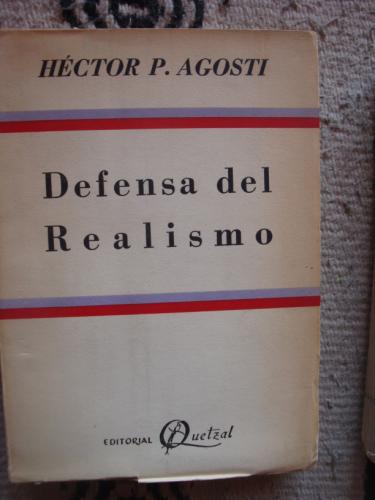 HÉCTOR P. AGOSTI
Defensa del
Realismo
EDITORIAL Quetzal